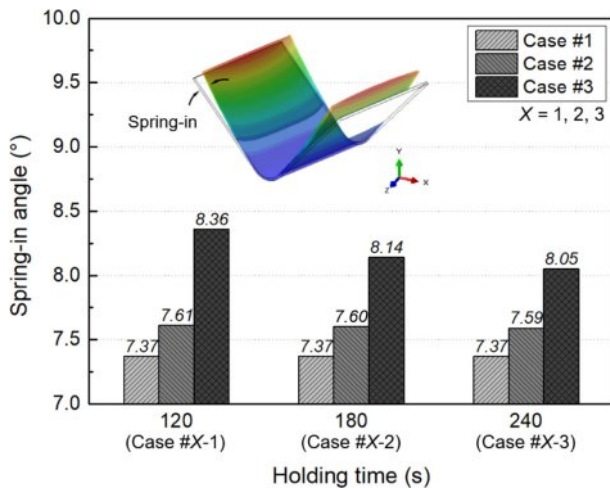 10.0
9.5
9.0
8.5
8.0
7.5
7.0
Spring-in angle (°)
Spring-in
Y
X
Z
Case #1
Case #2
Case #3
X = 1, 2, 3
7.37
7.61
8.36
7.37
7.60
8.14
7.37
7.59
8.05
120
(Case #X-1)
180
(Case #X-2)
240
(Case #X-3)
Holding time (s)